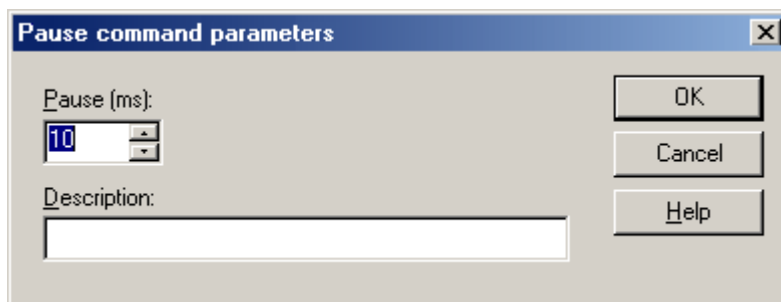 Pause command parameters
Pause (ms):
10
Description:
OK
Cancel
Help